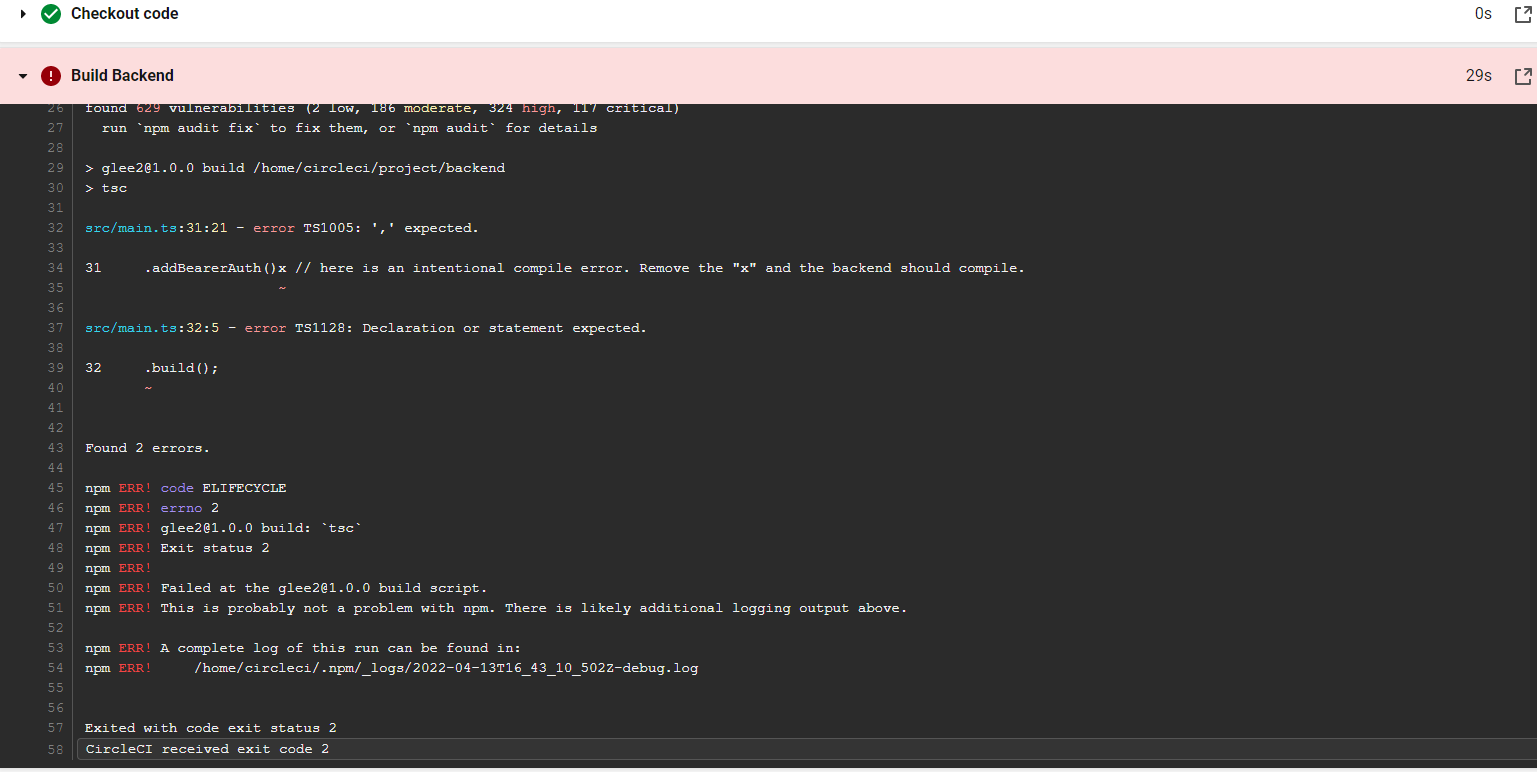 Checkout code 0s
Build Backend 29s
26 found 629 vulnerabilities (2 low, 186 moderate, 324 high, 117 critical)
27 run `npm audit fix` to fix them, or `npm audit` for details
28
29 > glee2@1.0.0 build /home/circleci/project/backend
30 > tsc
31
32 src/main.ts:31:21 - error TS1005: ',' expected.
33
34 31 .addBearerAuth()x // here is an intentional compile error. Remove the "x" and the backend should compile.
35 ~
36
37 src/main.ts:32:5 - error TS1128: Declaration or statement expected.
38
39 32 .build();
40 ~
41
42
43 Found 2 errors.
44
45 npm ERR! code ELIFECYCLE
46 npm ERR! errno 2
47 npm ERR! glee2@1.0.0 build: `tsc`
48 npm ERR! Exit status 2
49 npm ERR!
50 npm ERR! Failed at the glee2@1.0.0 build script.
51 npm ERR! This is probably not a problem with npm. There is likely additional logging output above.
52
53 npm ERR! A complete log of this run can be found in:
54 npm ERR! /home/circleci/.npm/_logs/2022-04-13T16_43_10_502Z-debug.log
55
56
57 Exited with code exit status 2
58 CircleCI received exit code 2